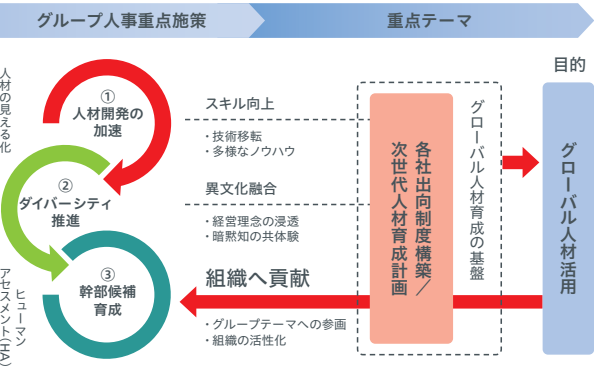 グループ人事重点施策
重点テーマ
人材の見える化
①
人材開発の
加速
②
ダイバーシティ
推進
③
幹部候補
育成
ヒューマン
アセスメント(HA)
スキル向上
・技術移転
・多様なノウハウ
異文化融合
・経営理念の浸透
・暗黙知の共体験
組織へ貢献
・グループテーマへの参画
・組織の活性化
各社出向制度構築／
次世代人材育成計画
グローバル人材育成の基盤
目的
グローバル人材活用